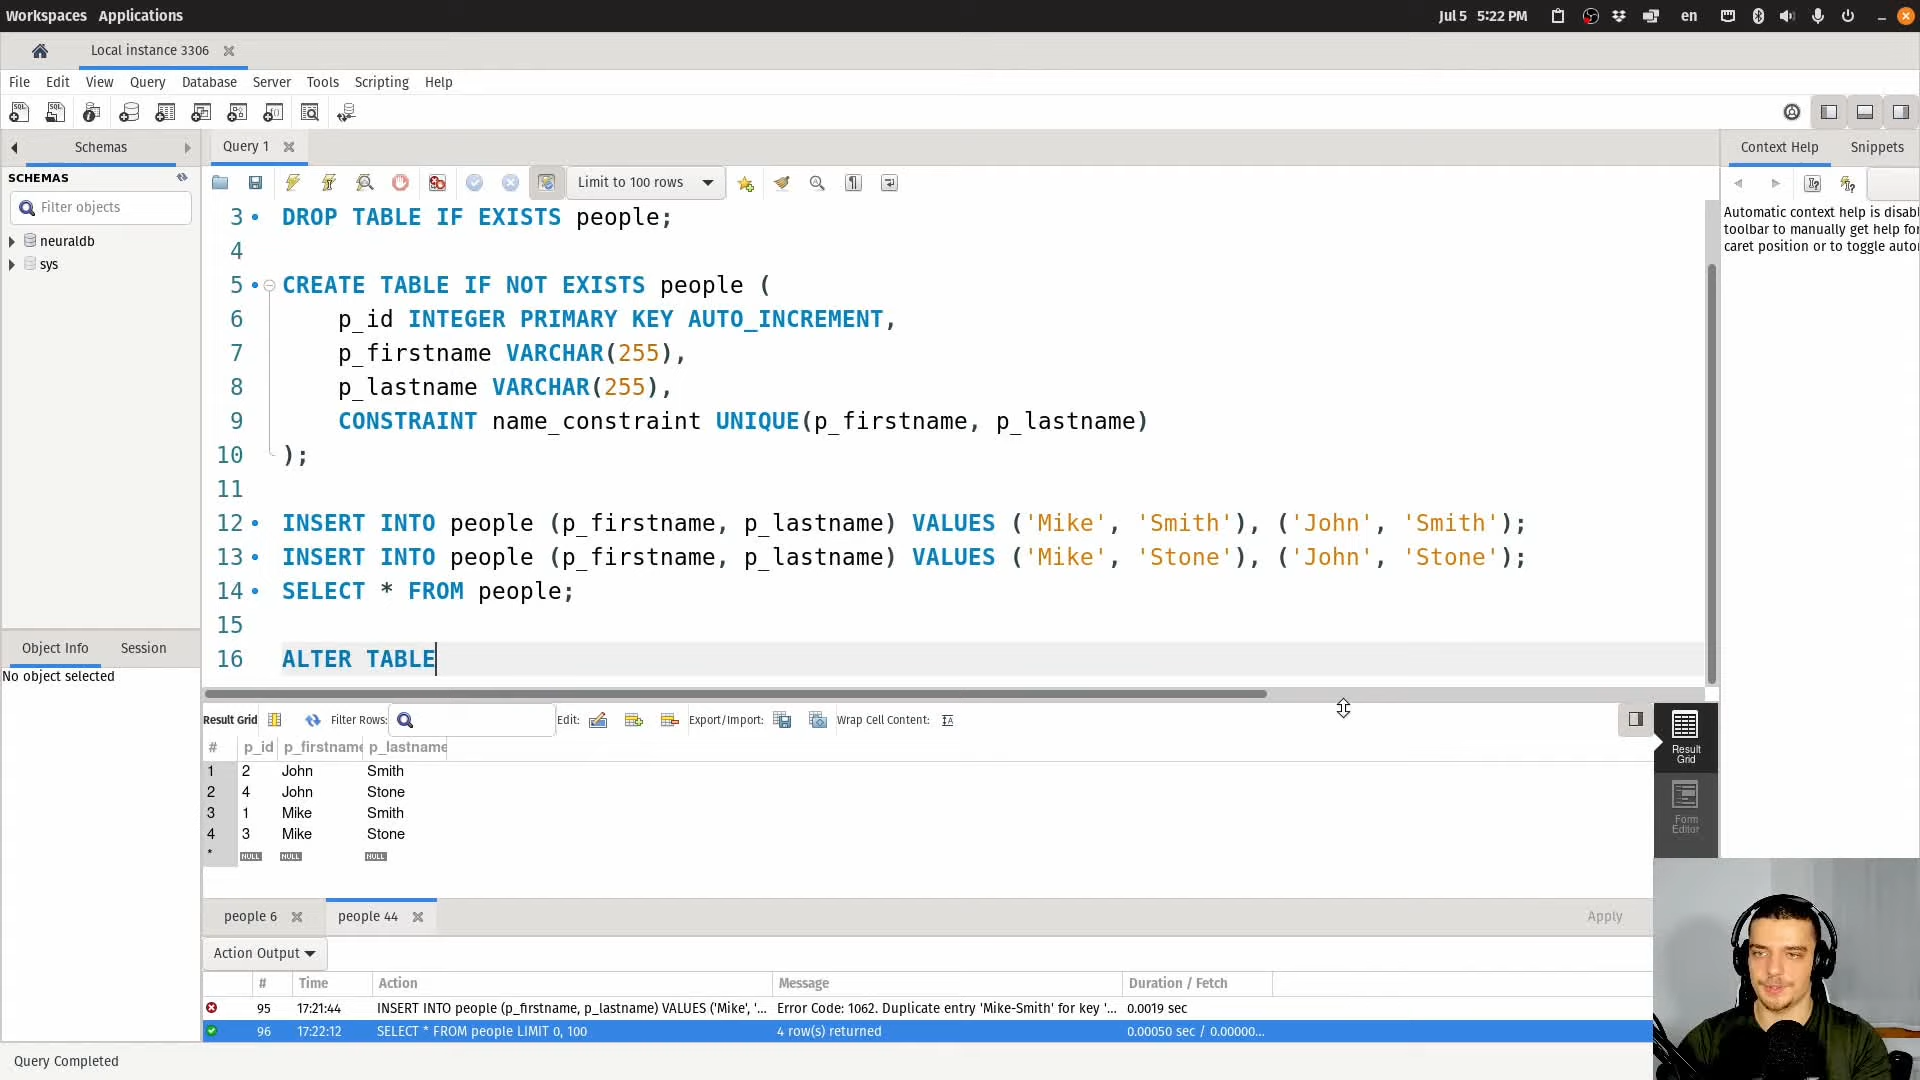 Workspaces Applications
Jul 5 5:22 PM
en
Local instance 3306
File Edit View Query Database Server Tools Scripting Help
Schemas
Query 1
Context Help Snippets
SCHEMAS
Limit to 100 rows
Filter objects
neuraldb
sys
Automatic context help is disabl
toolbar to manually get help for
caret position or to toggle auto
3 DROP TABLE IF EXISTS people;
4
5 CREATE TABLE IF NOT EXISTS people (
6 p_id INTEGER PRIMARY KEY AUTO_INCREMENT,
7 p_firstname VARCHAR(255),
8 p_lastname VARCHAR(255),
9 CONSTRAINT name_constraint UNIQUE(p_firstname, p_lastname)
10 );
11
12 INSERT INTO people (p_firstname, p_lastname) VALUES ('Mike', 'Smith'), ('John', 'Smith');
13 INSERT INTO people (p_firstname, p_lastname) VALUES ('Mike', 'Stone'), ('John', 'Stone');
14 SELECT * FROM people;
15
16 ALTER TABLE
Object Info Session
No object selected
Result Grid Filter Rows: Edit: Export/Import: Wrap Cell Content:
# p_id p_firstname p_lastname
1 2 John Smith
2 4 John Stone
3 1 Mike Smith
4 3 Mike Stone
* NULL NULL NULL
Result
Grid
Form
Editor
people 6 people 44 Apply
Action Output
# Time Action Message Duration / Fetch
95 17:21:44 INSERT INTO people (p_firstname, p_lastname) VALUES ('Mike', '... Error Code: 1062. Duplicate entry 'Mike-Smith' for key '... 0.0019 sec
96 17:22:12 SELECT * FROM people LIMIT 0, 100 4 row(s) returned 0.00050 sec / 0.00000...
Query Completed